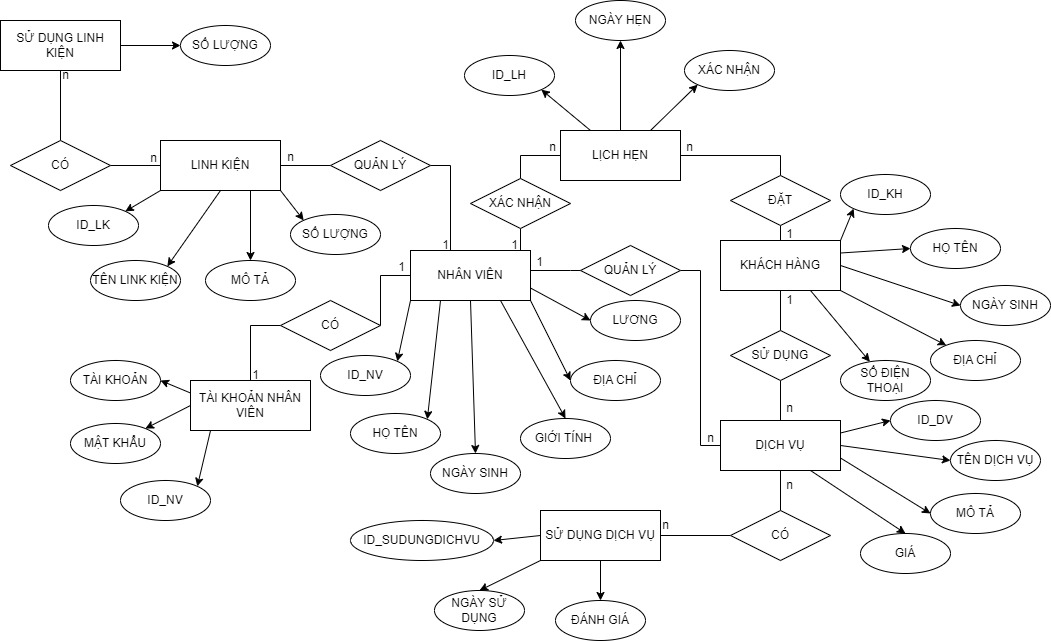 NGÀY HẸN
SỬ DỤNG LINH
KIỆN
SỐ LƯỢNG
ID_LH
XÁC NHẬN
n
LỊCH HẸN
n
n
CÓ
n
LINH KIỆN
n
QUẢN LÝ
ID_LK
SỐ LƯỢNG
TÊN LINK KIỆN
MÔ TẢ
XÁC NHẬN
ĐẶT
ID_KH
1
1
1
KHÁCH HÀNG
HỌ TÊN
1
NHÂN VIÊN
1
QUẢN LÝ
1
NGÀY SINH
CÓ
LƯƠNG
SỬ DỤNG
ĐỊA CHỈ
SỐ ĐIỆN
THOẠI
1
TÀI KHOẢN
TÀI KHOẢN NHÂN
VIÊN
MẬT KHẨU
ID_NV
ID_NV
ĐỊA CHỈ
HỌ TÊN
GIỚI TÍNH
NGÀY SINH
n
n
DỊCH VỤ
ID_DV
TÊN DỊCH VỤ
MÔ TẢ
GIÁ
n
CÓ
n
SỬ DỤNG DỊCH VỤ
ID_SUDUNGDICHVU
NGÀY SỬ
DỤNG
ĐÁNH GIÁ